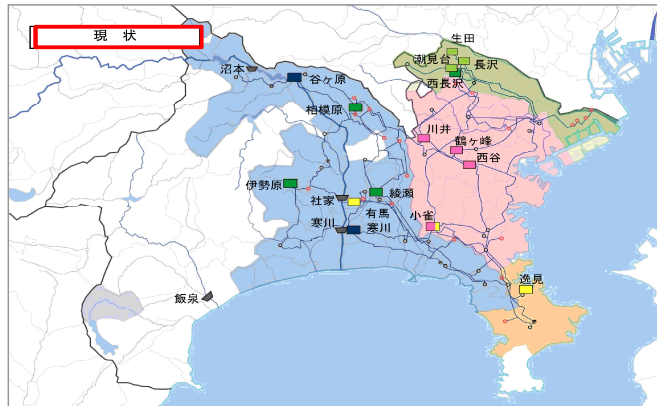 現 状
生田
潮見台
長沢
沼本
谷ヶ原
西長沢
相模原
川井
鶴ヶ峰
西谷
伊勢原
綾瀬
社家
有馬
小雀
寒川
寒川
逸見
飯泉